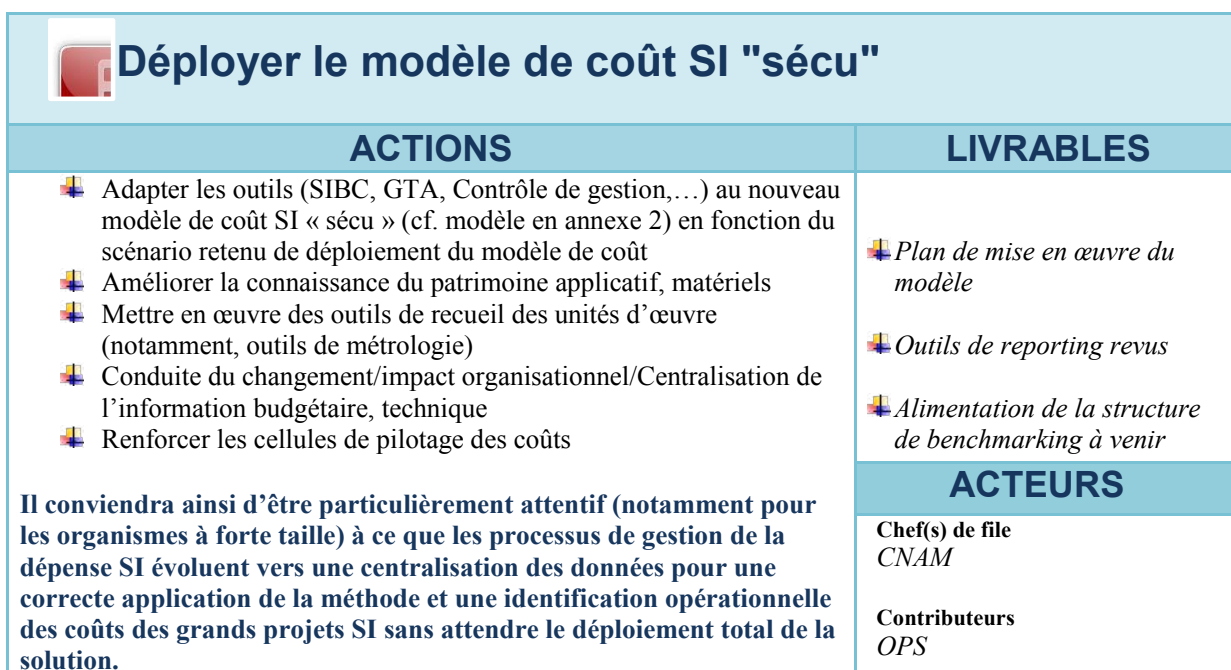 Déployer le modèle de coût SI "sécu"
ACTIONS
Adapter les outils (SIBC, GTA, Contrôle de gestion,…) au nouveau
modèle de coût SI « sécu » (cf. modèle en annexe 2) en fonction du
scénario retenu de déploiement du modèle de coût
Améliorer la connaissance du patrimoine applicatif, matériels
Mettre en œuvre des outils de recueil des unités d’œuvre
(notamment, outils de métrologie)
Conduite du changement/impact organisationnel/Centralisation de
l’information budgétaire, technique
Renforcer les cellules de pilotage des coûts
Il conviendra ainsi d’être particulièrement attentif (notamment pour
les organismes à forte taille) à ce que les processus de gestion de la
dépense SI évoluent vers une centralisation des données pour une
correcte application de la méthode et une identification opérationnelle
des coûts des grands projets SI sans attendre le déploiement total de la
solution.
LIVRABLES
Plan de mise en œuvre du
modèle
Outils de reporting revus
Alimentation de la structure
de benchmarking à venir
ACTEURS
Chef(s) de file
CNAM
Contributeurs
OPS